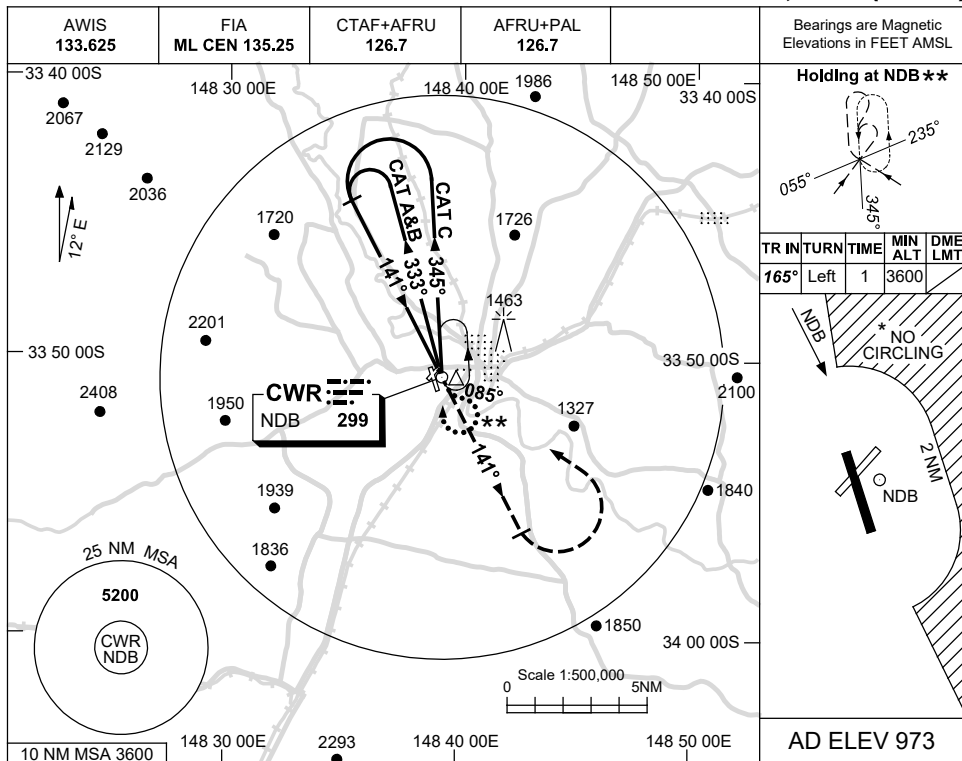 AWIS
133.625
FIA
ML CEN 135.25
CTAF+AFRU
126.7
AFRU+PAL
126.7
Bearings are Magnetic
Elevations in FEET AMSL
33 40 00S
148 30 00E
148 40 00E
1986
148 50 00E
33 40 00S
2067
2129
2036
12° E
1720
1726
CAT A&B
CAT C
141°
333°
345°
1463
2201
33 50 00S
33 50 00S
2408
1950
2100
CWR
NDB 299
085°
**
1327
141°
1939
1840
1836
25 NM MSA
5200
CWR
NDB
1850
34 00 00S
Scale 1:500,000
0 5NM
148 30 00E
2293
148 40 00E
148 50 00E
10 NM MSA 3600
Holding at NDB **
235°
055°
345°
TR IN TURN TIME MIN ALT DME LMT
165° Left 1 3600
NDB
* NO
CIRCLING
2 NM
NDB
AD ELEV 973